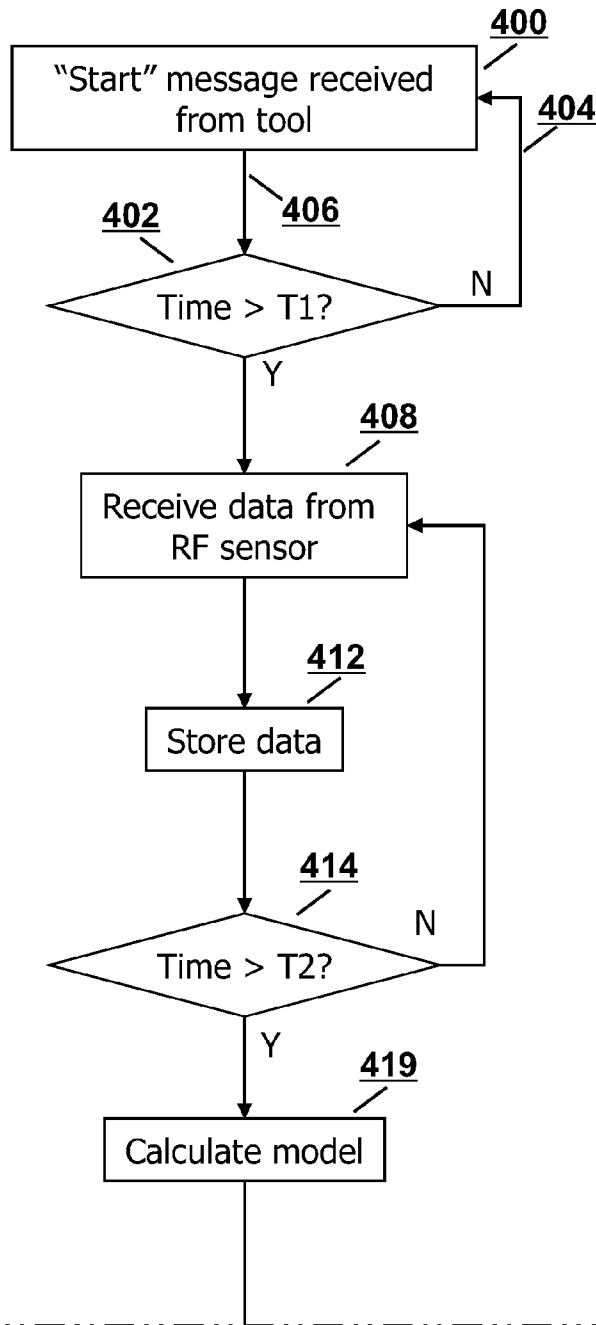 400
“Start” message received
from tool
404
406
402
Time > T1?
N
Y
408
Receive data from
RF sensor
412
Store data
414
N
Time > T2?
Y
419
Calculate model